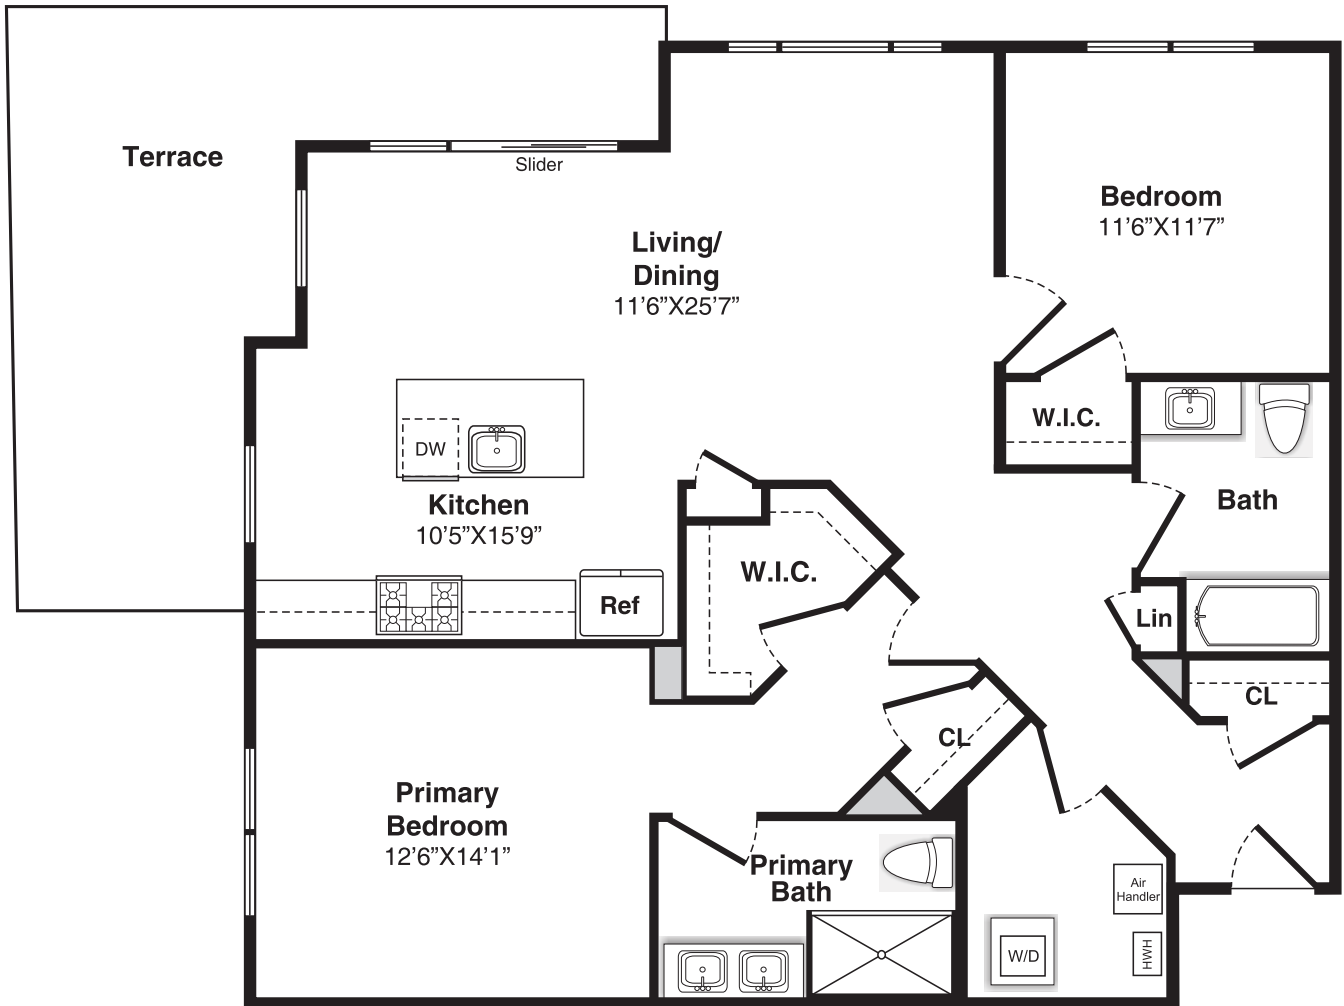 Terrace
Slider
Bedroom
11’6”X11’7”
Living/
Dining
11’6”X25’7”
W.I.C.
DW
Kitchen
10’5”X15’9”
Bath
W.I.C.
Ref
Lin
CL
CL
Primary
Bedroom
12’6”X14’1”
Primary
Bath
Air
Handler
W/D
HWH